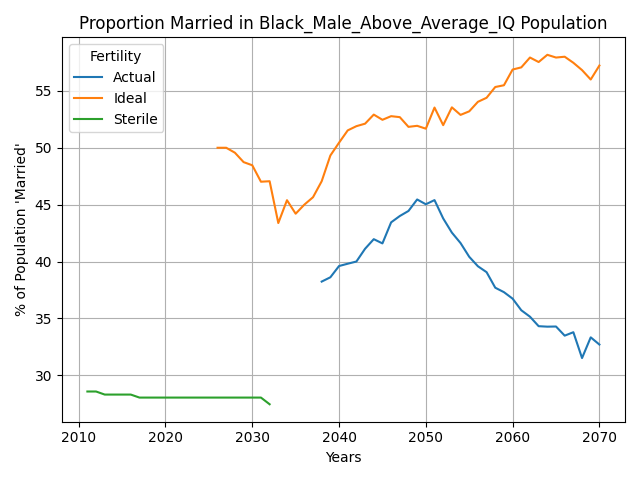 Proportion Married in Black_Male_Above_Average_IQ Population
Fertility
Actual
Ideal
Sterile
% of Population 'Married'
55
50
45
40
35
30
2010 2020 2030 2040 2050 2060 2070
Years